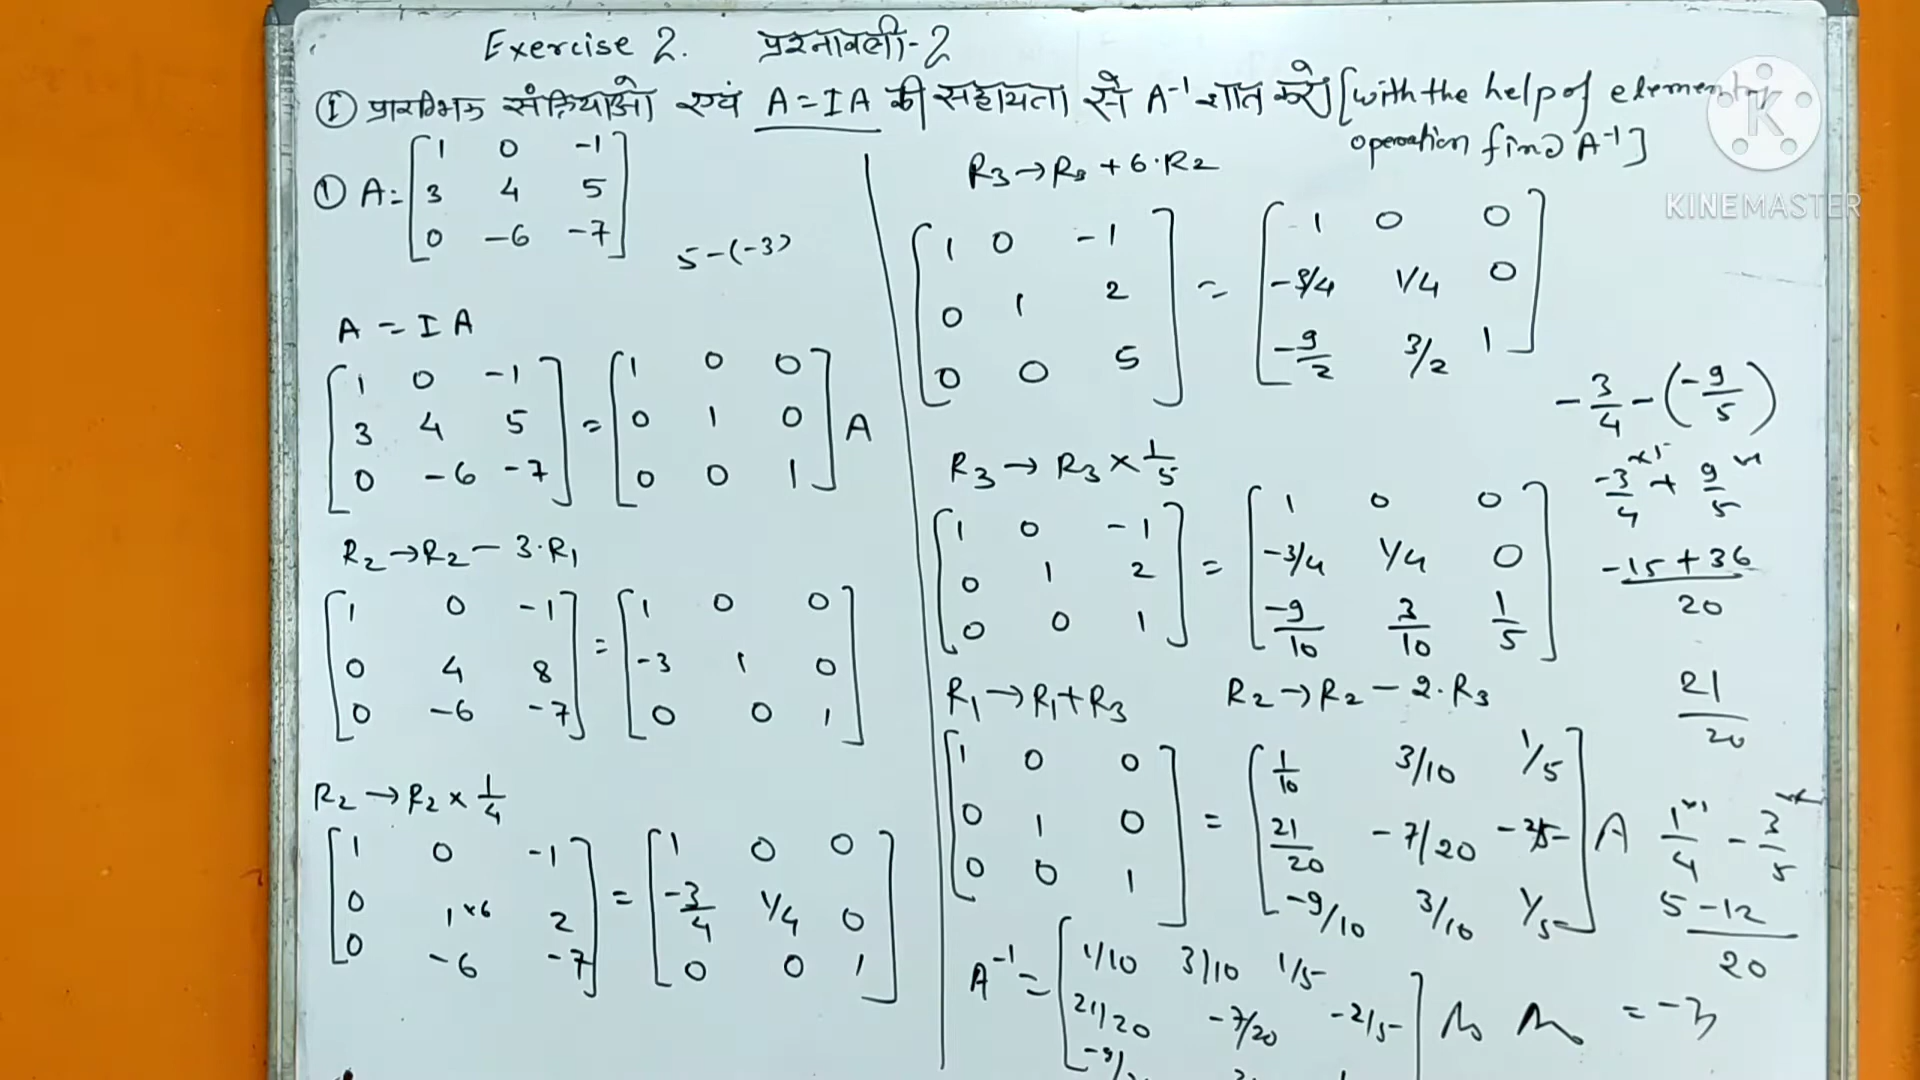 Exercise 2. प्रश्नावली-2
I प्रारम्भिक संक्रियाओं एवं A = I A की सहायता से A⁻¹ ज्ञात करें [with the help of elementry
operation find A⁻¹]
① A = [1 0 -1
3 4 5
0 -6 -7]
5-(-3)
A = I A
[1 0 -1] = [1 0 0]
[3 4 5] [0 1 0] A
[0 -6 -7] [0 0 1]
R₂ → R₂ - 3·R₁
[1 0 -1] = [1 0 0]
[0 4 8] [-3 1 0]
[0 -6 -7] [0 0 1]
R₂ → R₂ × 1/4
[1 0 -1] = [1 0 0]
[0 1×6 2] [-3/4 1/4 0]
[0 -6 -7] [0 0 1]
R₃ → R₃ + 6·R₂
[1 0 -1] = [1 0 0]
[0 1 2] [-3/4 1/4 0]
[0 0 5] [-9/2 3/2 1]
R₃ → R₃ × 1/5
[1 0 -1] = [1 0 0]
[0 1 2] [-3/4 1/4 0]
[0 0 1] [-9/10 3/10 1/5]
R₁ → R₁ + R₃ R₂ → R₂ - 2·R₃
[1 0 0] = [1/10 3/10 1/5]
[0 1 0] [21/20 -7/20 -2/5] A
[0 0 1] [-9/10 3/10 1/5]
A⁻¹ = [1/10 3/10 1/5
21/20 -7/20 -2/5]
-3/4 - (-9/5)
-3/4 + 9/5
-15 + 36
20
21
20
1/4 - 3/5
5 - 12
20
= -3
K
KINEMASTER